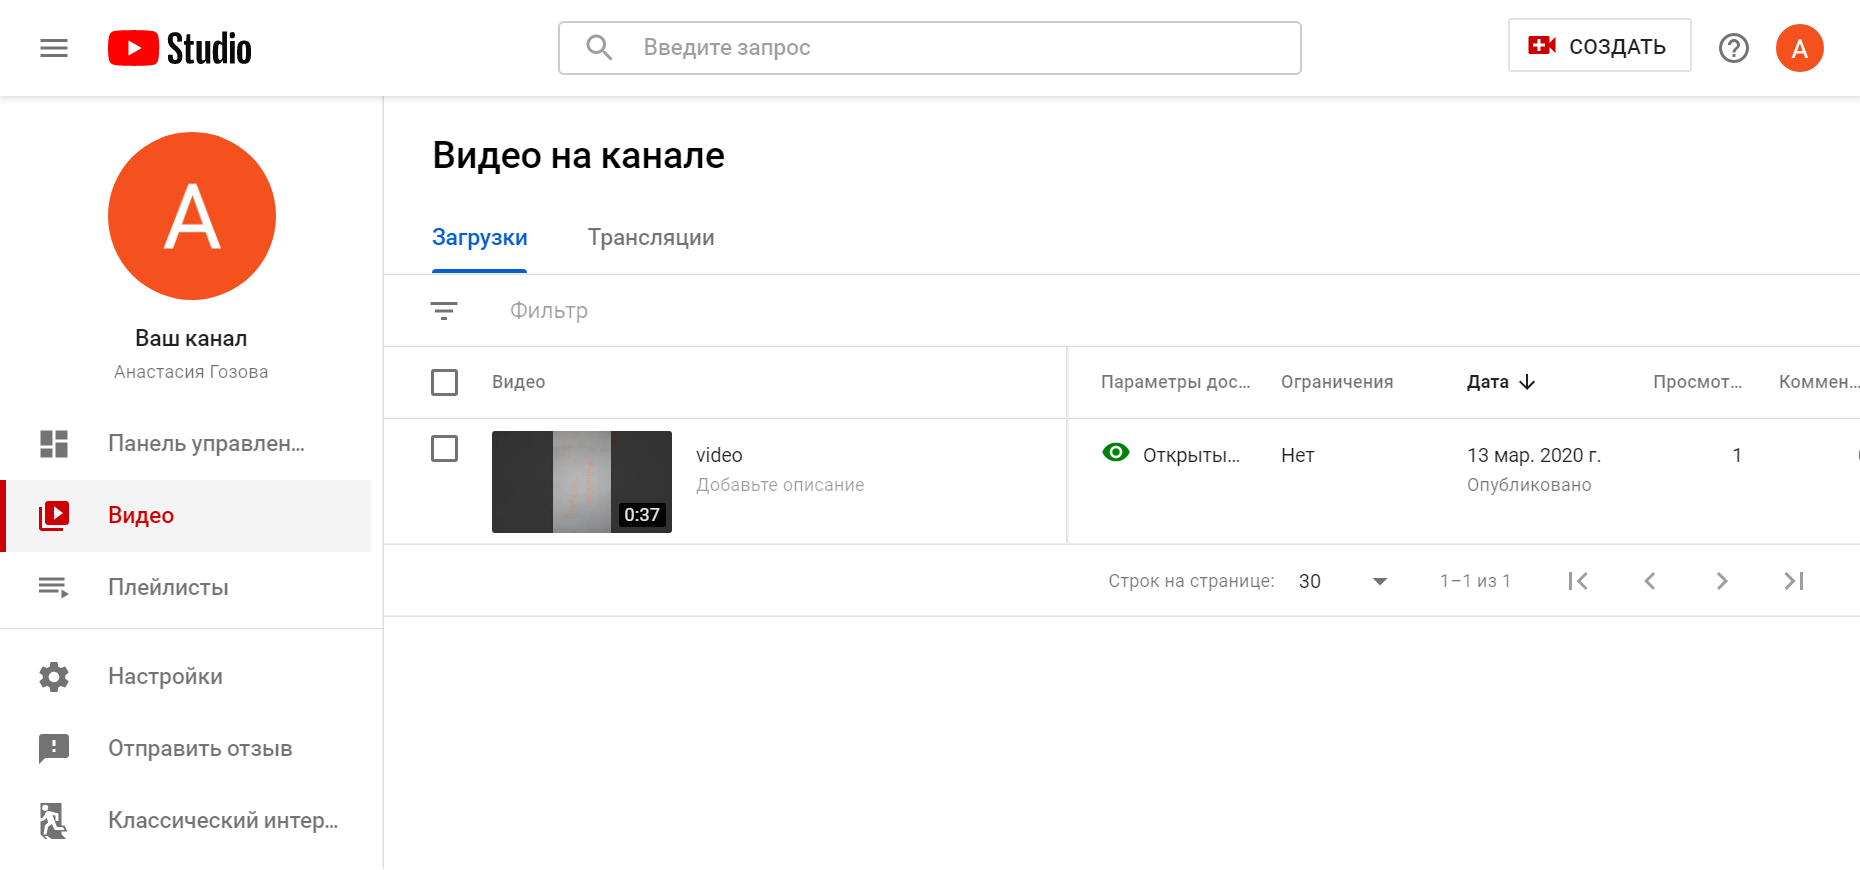 Studio
Введите запрос
СОЗДАТЬ
A
A
Ваш канал
Анастасия Гозова
Панель управлен...
Видео
Плейлисты
Настройки
Отправить отзыв
Классический интер...
Видео на канале
Загрузки
Трансляции
Фильтр
Видео
Параметры дос...
Ограничения
Дата
Просмот...
Коммен...
0:37
video
Добавьте описание
Открыты...
Нет
13 мар. 2020 г.
Опубликовано
1
Строк на странице:
30
1–1 из 1